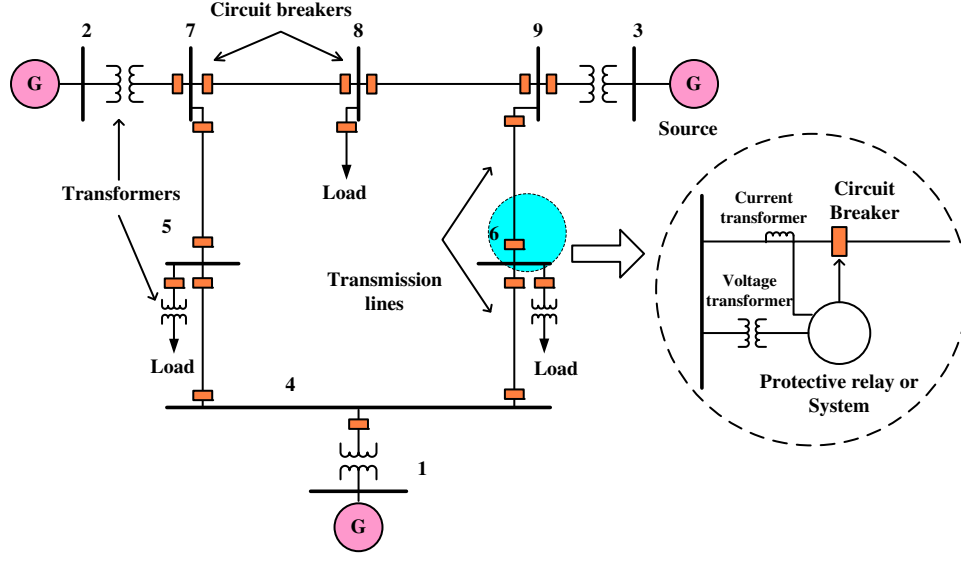 Circuit breakers
2
7
8
9
3
G
G
Source
Transformers
Load
Circuit
Breaker
Current
transformer
5
6
Transmission
lines
Voltage
transformer
Load
Load
4
Protective relay or
System
1
G